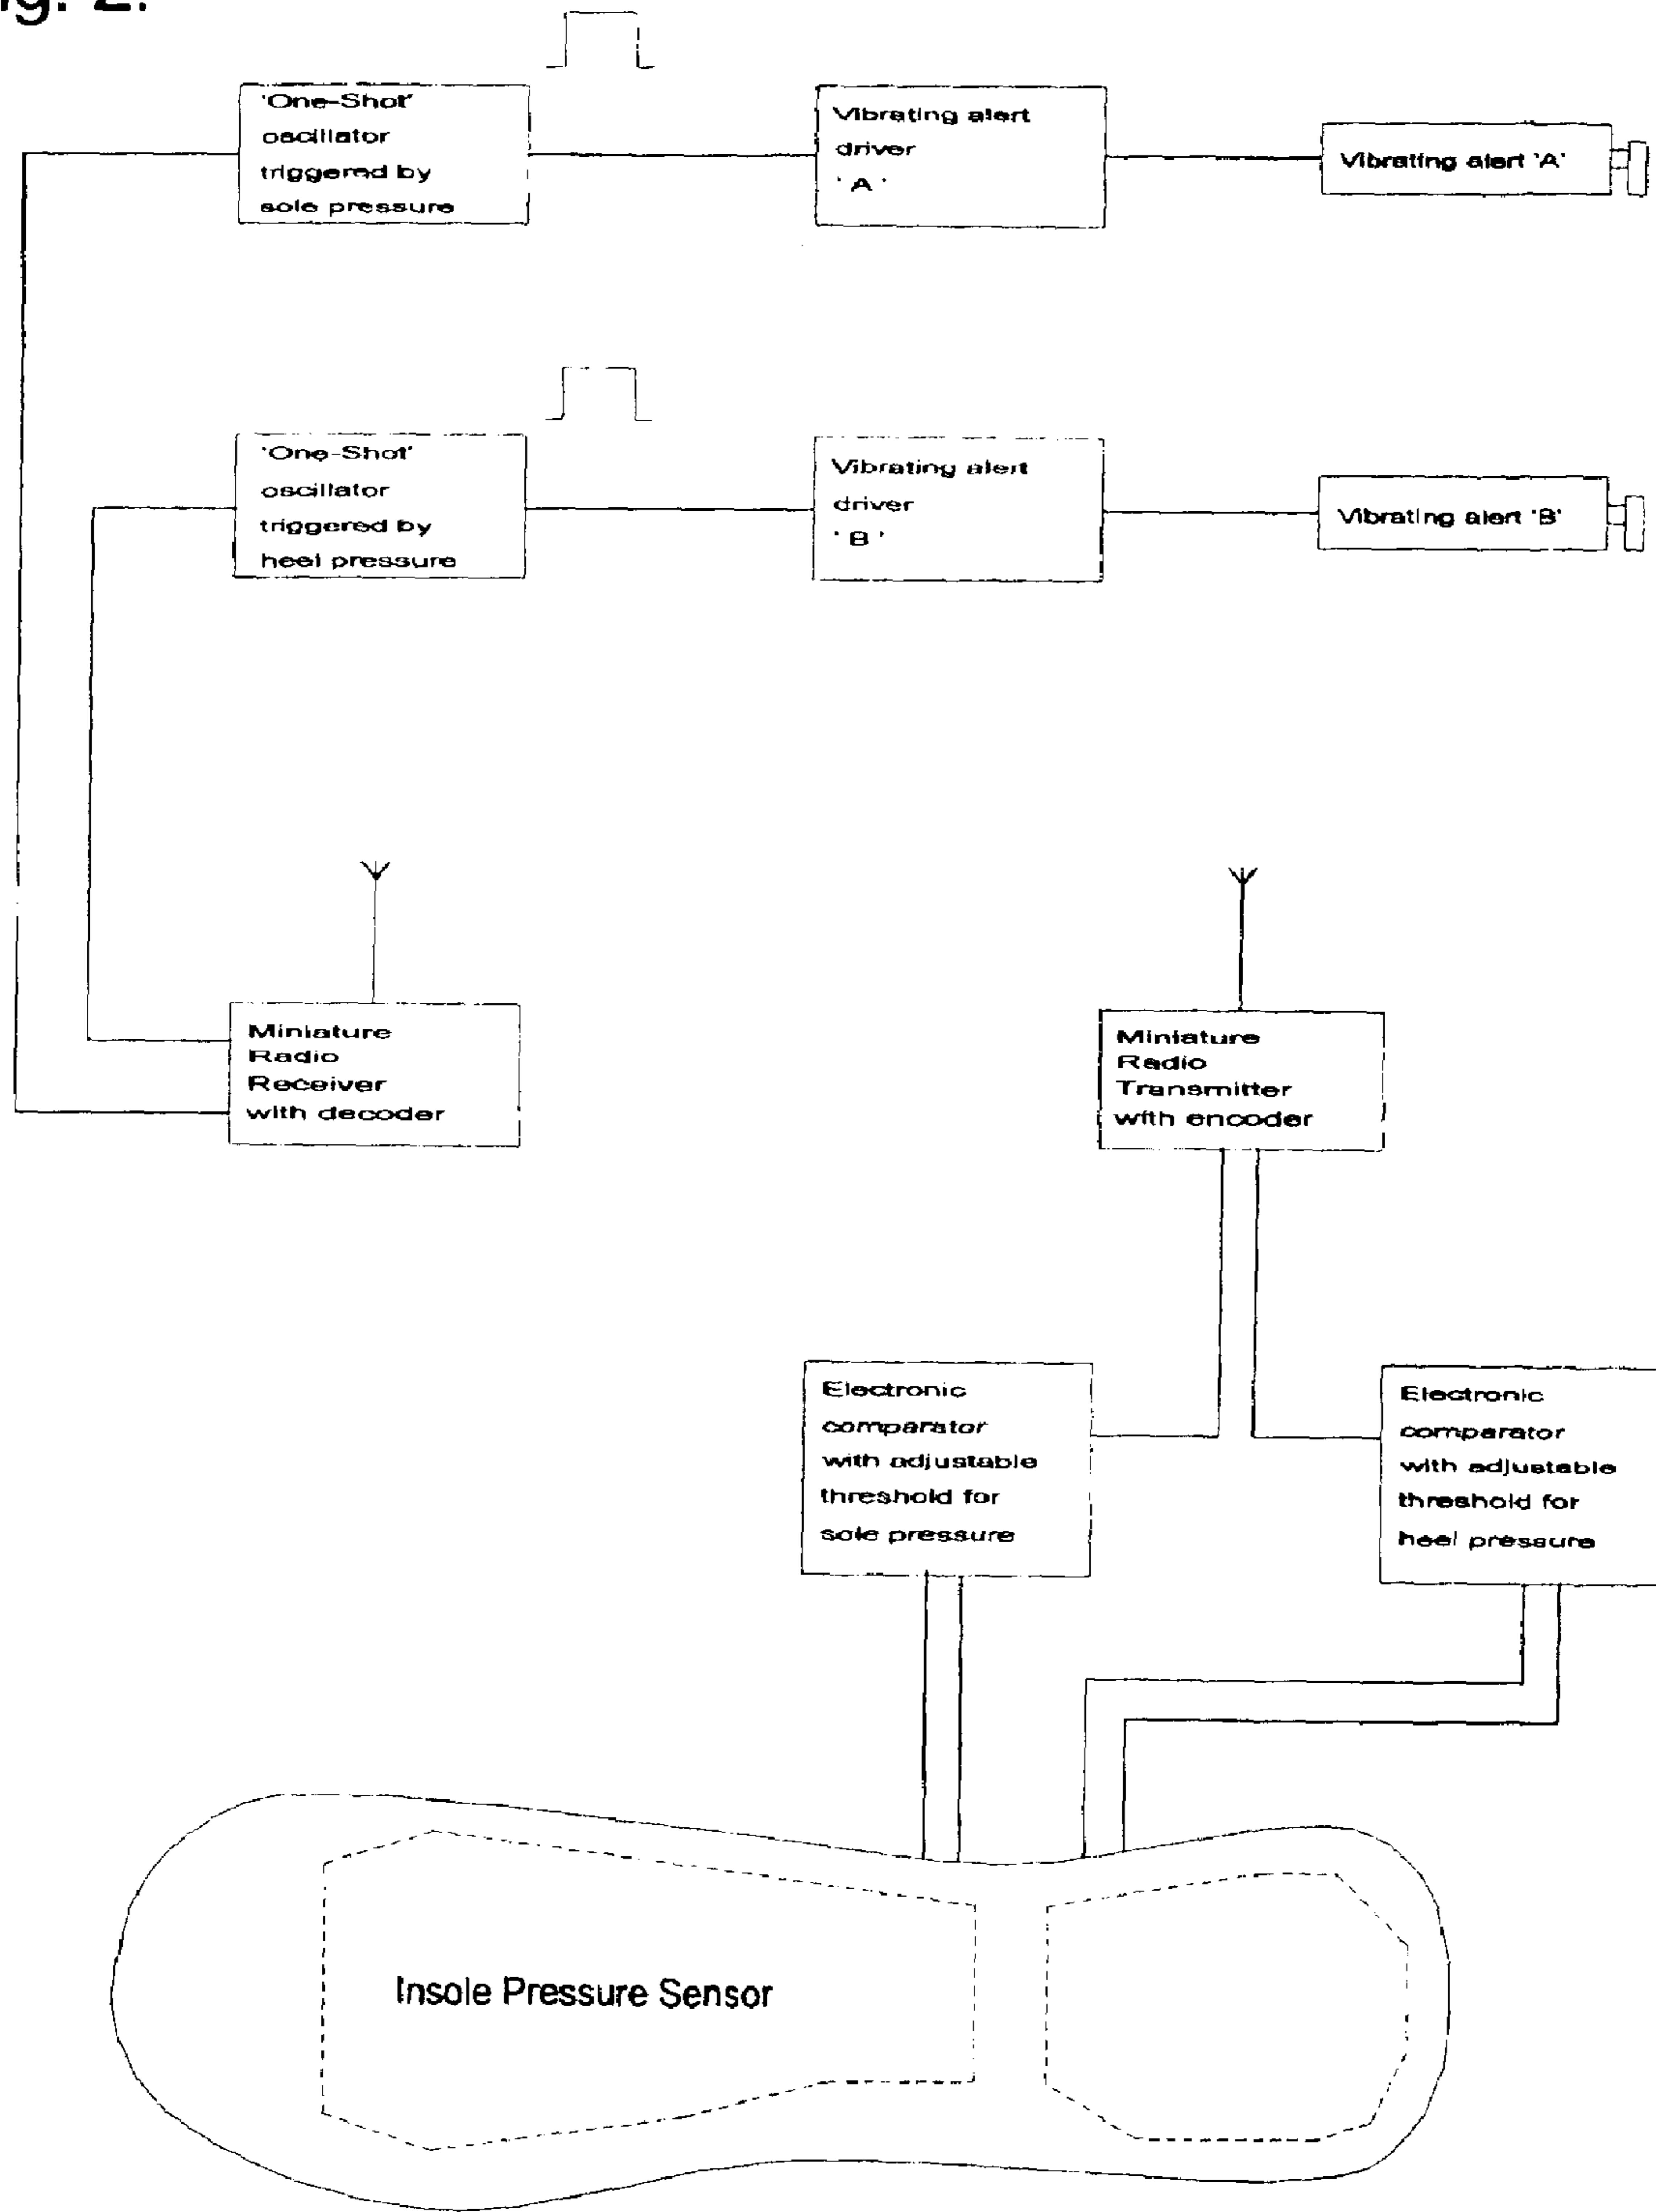 ig. 2.
'One-Shot'
oscillator
triggered by
sole pressure
Vibrating alert
driver
'A'
Vibrating alert 'A'
'One-Shot'
oscillator
triggered by
heel pressure
Vibrating alert
driver
'B'
Vibrating alert 'B'
Miniature
Radio
Receiver
with decoder
Miniature
Radio
Transmitter
with encoder
Electronic
comparator
with adjustable
threshold for
sole pressure
Electronic
comparator
with adjustable
threshold for
heel pressure
Insole Pressure Sensor